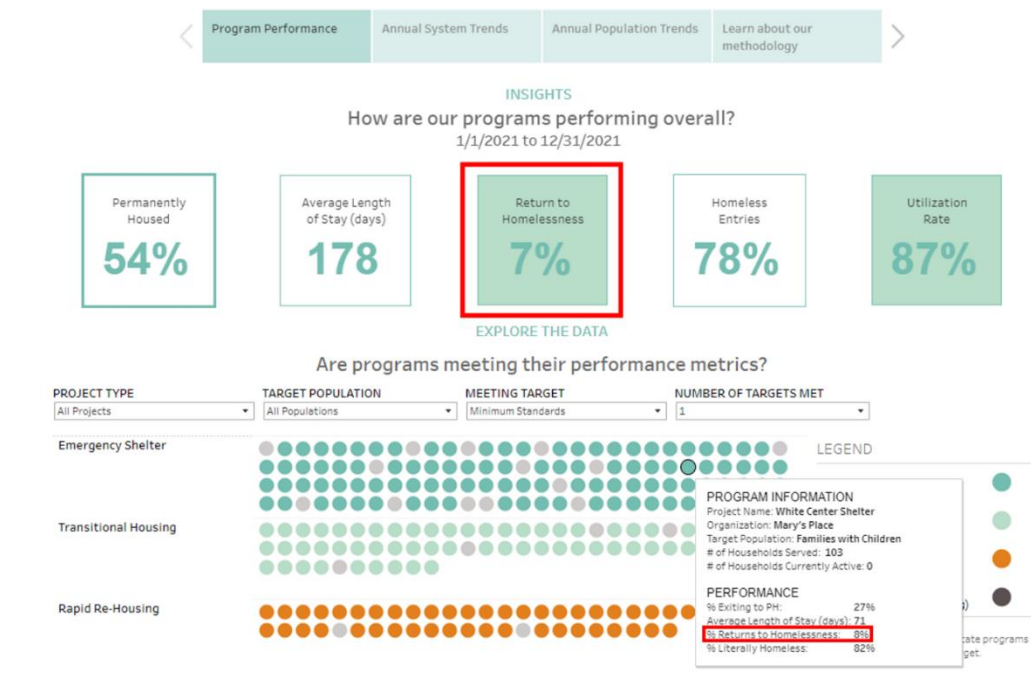 Program Performance
Annual System Trends
Annual Population Trends
Learn about our
methodology
INSIGHTS
How are our programs performing overall?
1/1/2021 to 12/31/2021
Permanently
Housed
54%
Average Length
of Stay (days)
178
Return to
Homelessness
7%
Homeless
Entries
78%
Utilization
Rate
87%
EXPLORE THE DATA
Are programs meeting their performance metrics?
PROJECT TYPE
All Projects
TARGET POPULATION
All Populations
MEETING TARGET
Minimum Standards
NUMBER OF TARGETS MET
1
Emergency Shelter
LEGEND
PROGRAM INFORMATION
Project Name: White Center Shelter
Organization: Mary's Place
Target Population: Families with Children
# of Households Served: 103
# of Households Currently Active: 0
PERFORMANCE
% Exiting to PH: 27%
Average Length of Stay (days): 71
% Returns to Homelessness: 8%
% Literally Homeless: 82%
Transitional Housing
Rapid Re-Housing
programs
get.